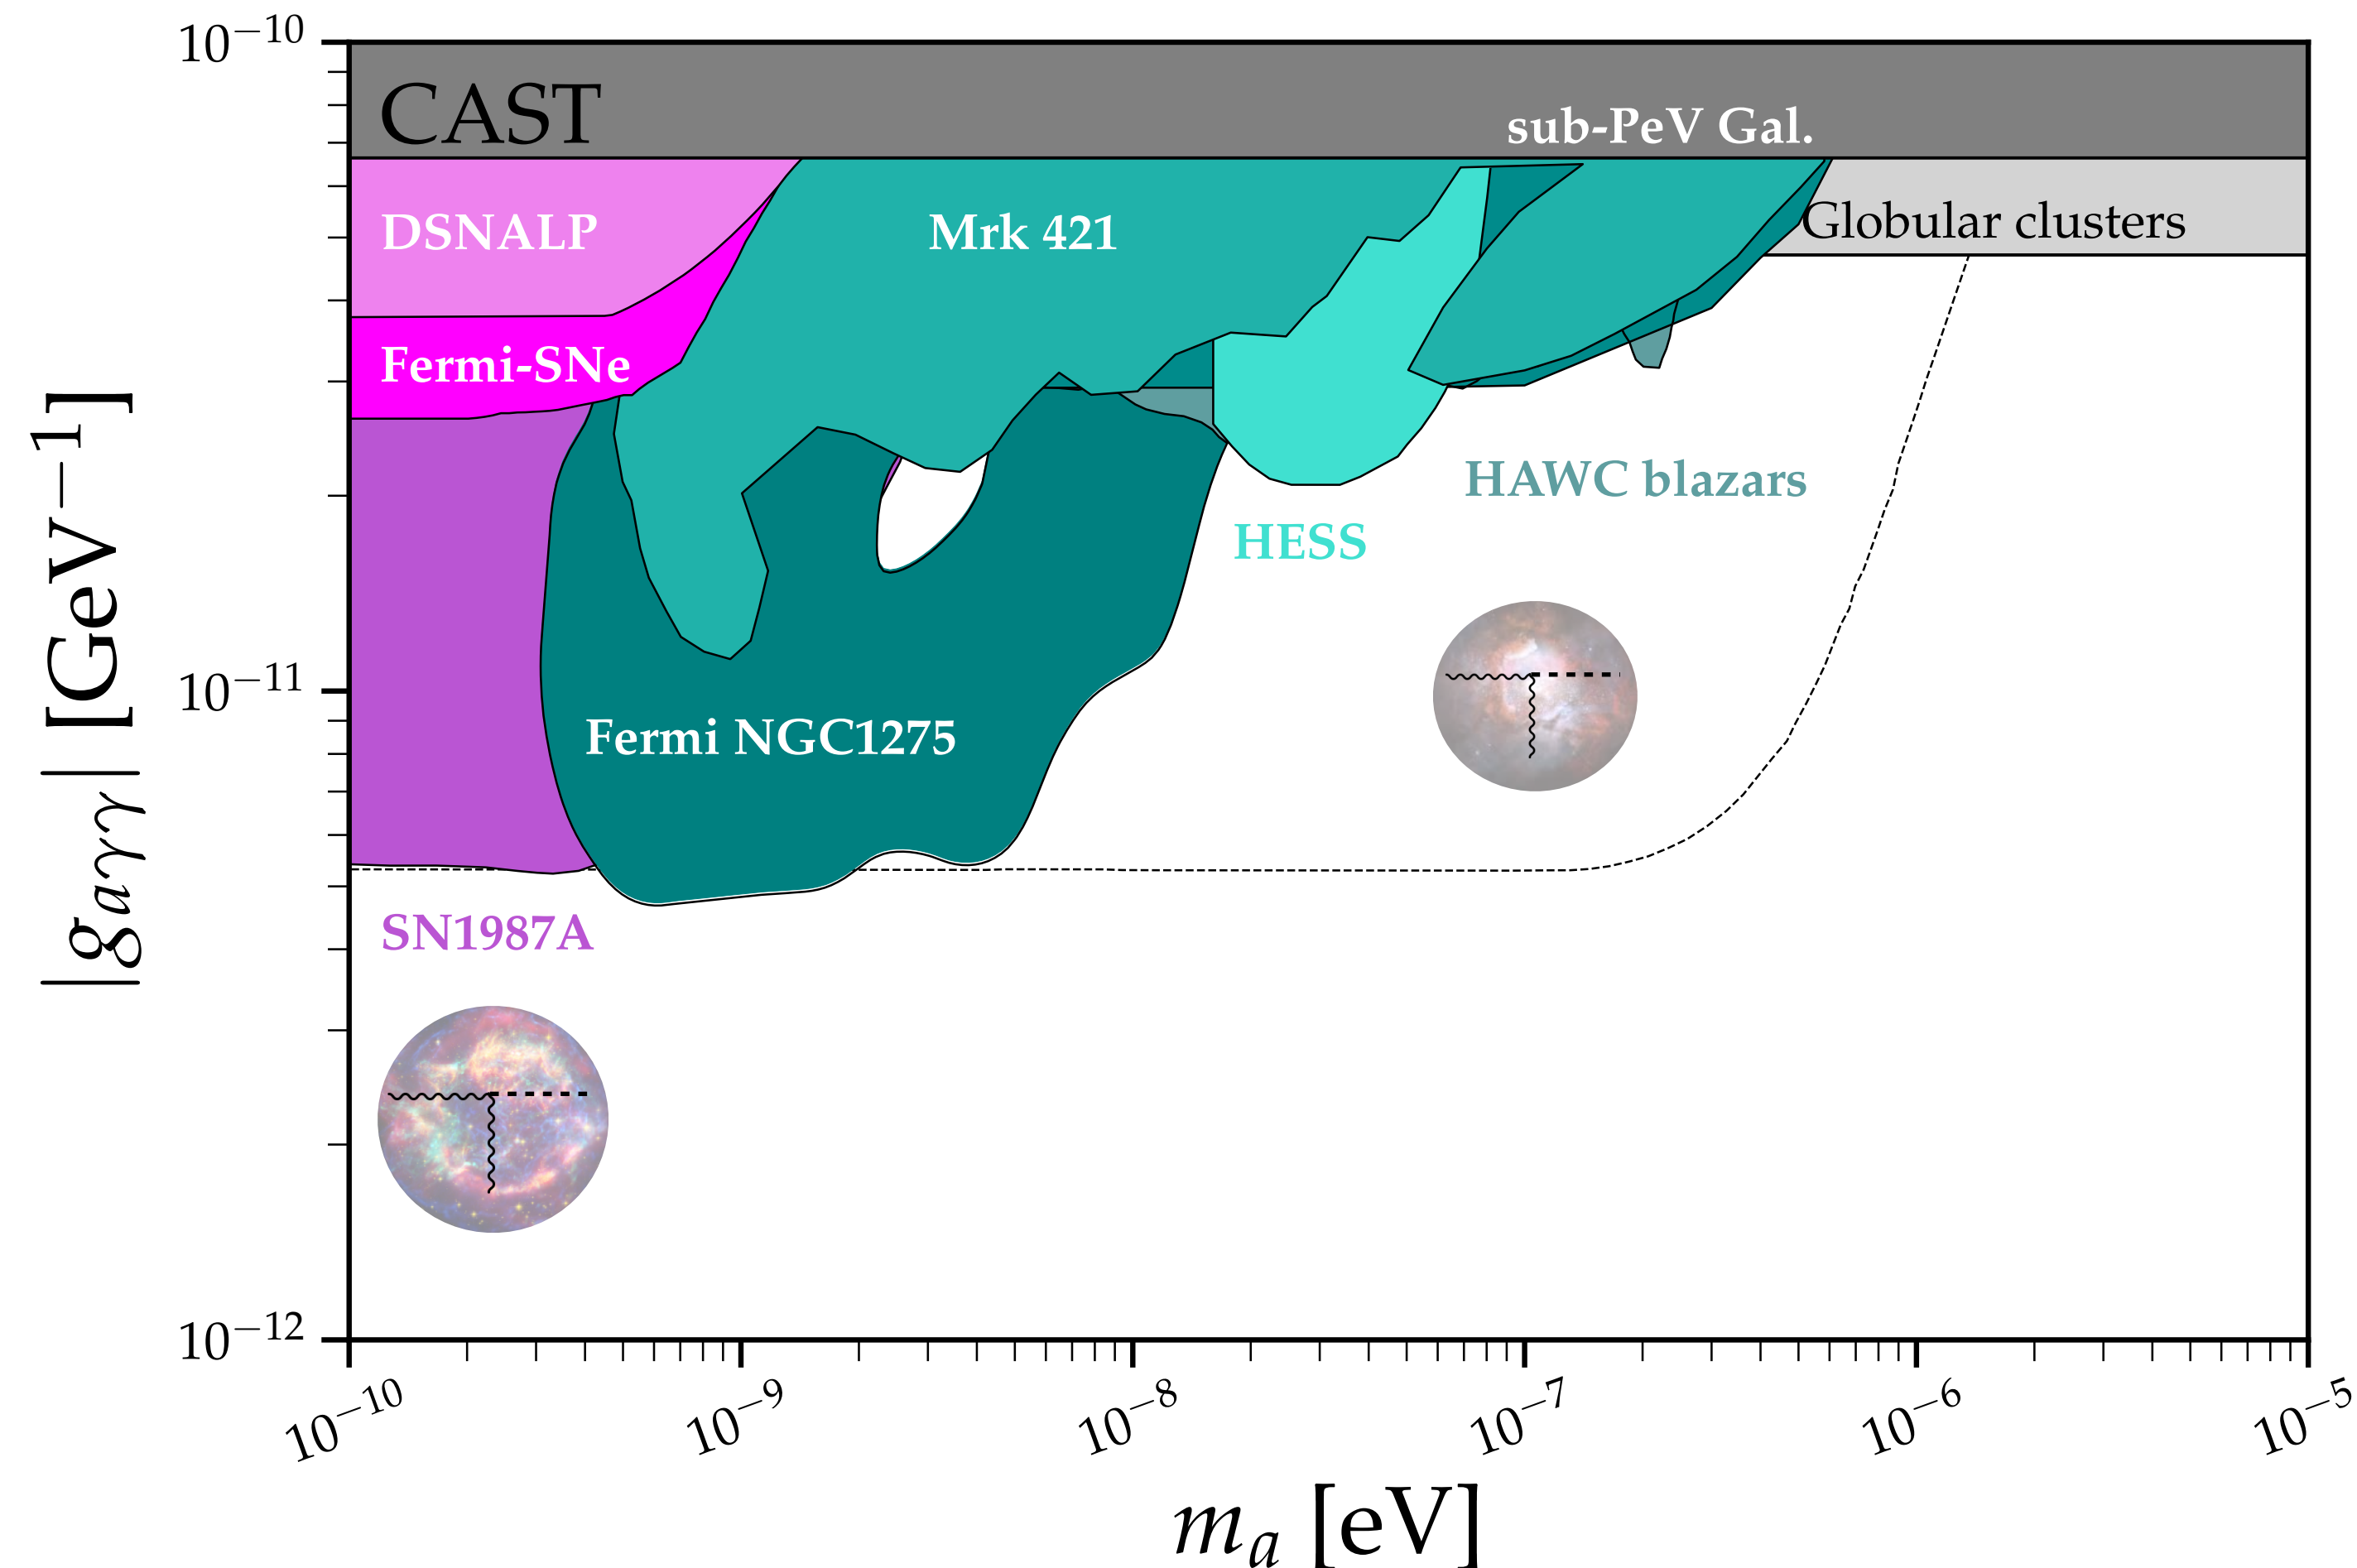 10⁻¹⁰
CAST
sub-PeV Gal.
DSNALP
Mrk 421
Globular clusters
Fermi-SNe
HAWC blazars
HESS
10⁻¹¹
Fermi NGC1275
SN1987A
10⁻¹²
|g_aγγ| [GeV⁻¹]
10⁻¹⁰ 10⁻⁹ 10⁻⁸ 10⁻⁷ 10⁻⁶ 10⁻⁵
m_a [eV]